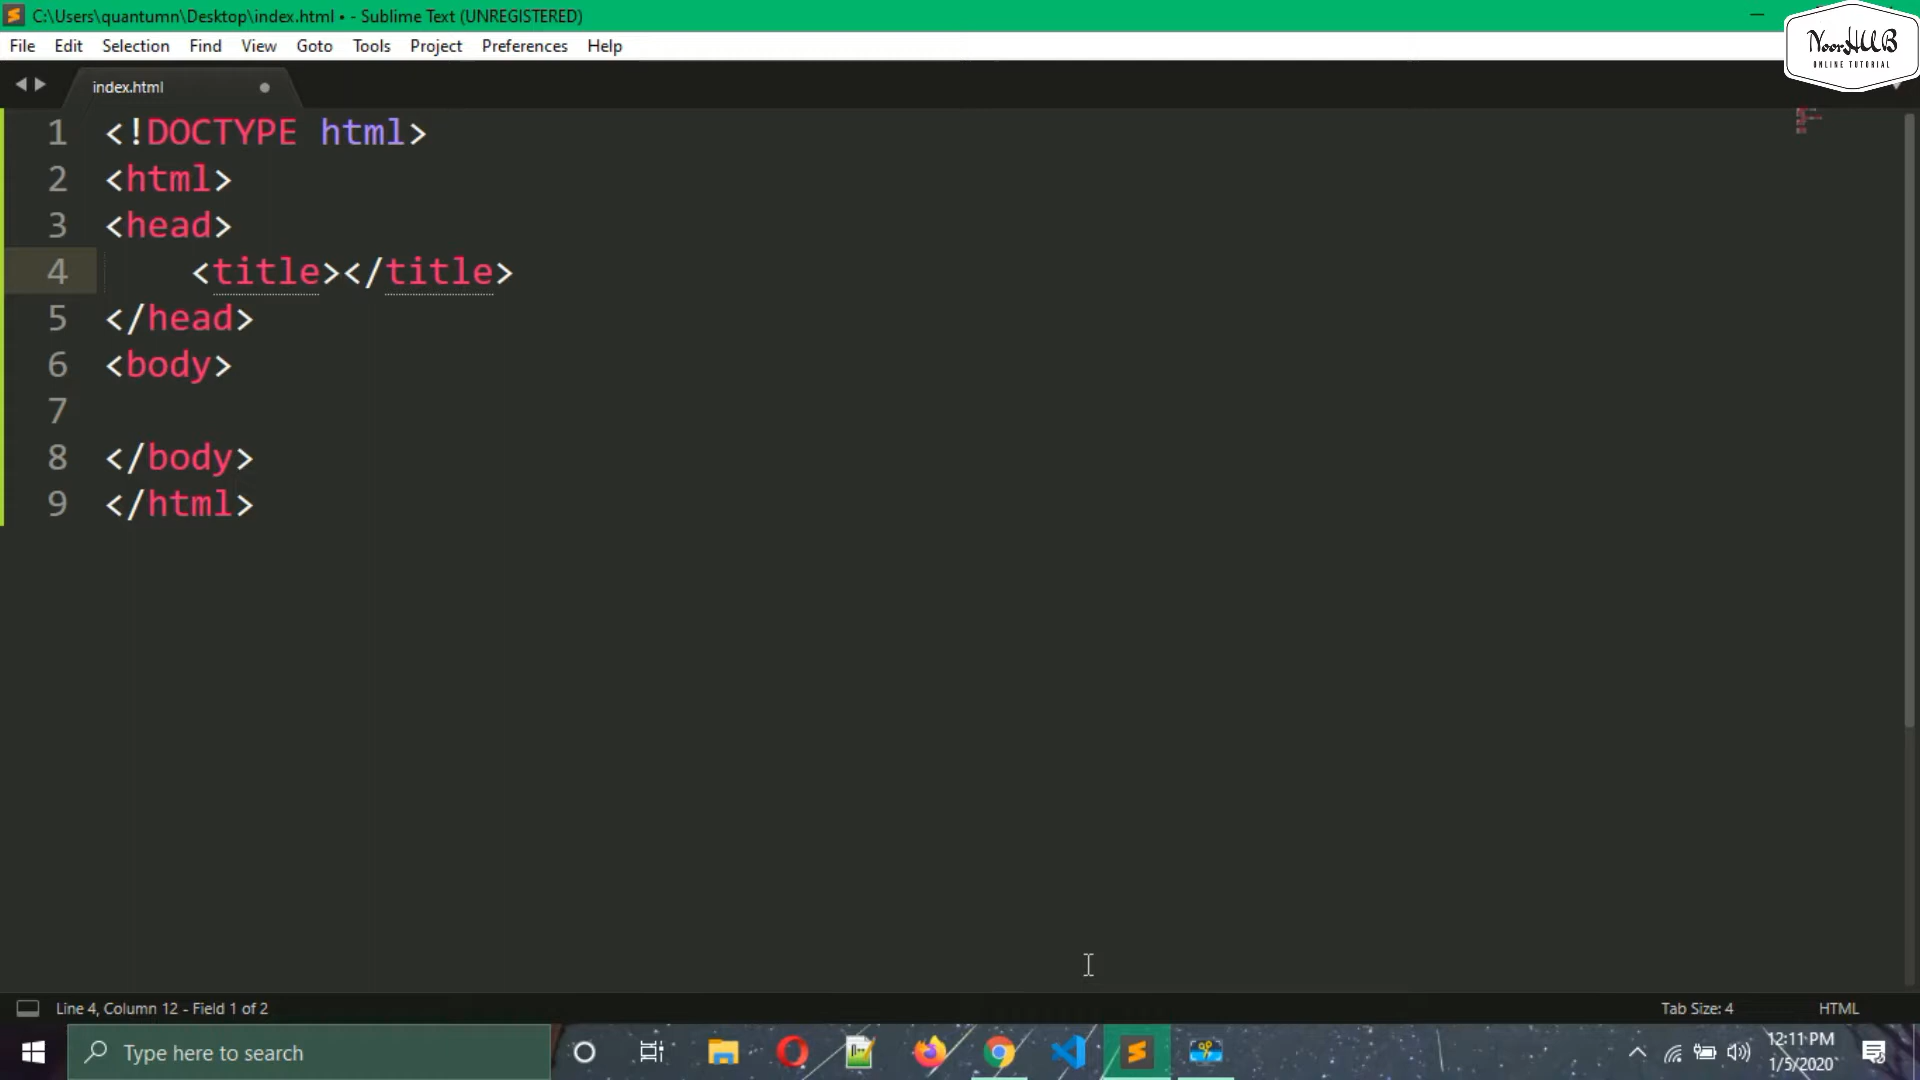 C:\Users\quantumn\Desktop\index.html • - Sublime Text (UNREGISTERED)
File Edit Selection Find View Goto Tools Project Preferences Help
NoorHUB
ONLINE TUTORIAL
index.html
1 <!DOCTYPE html>
2 <html>
3 <head>
4 <title></title>
5 </head>
6 <body>
7
8 </body>
9 </html>
Line 4, Column 12 - Field 1 of 2
Tab Size: 4
HTML
Type here to search
12:11 PM
1/5/2020